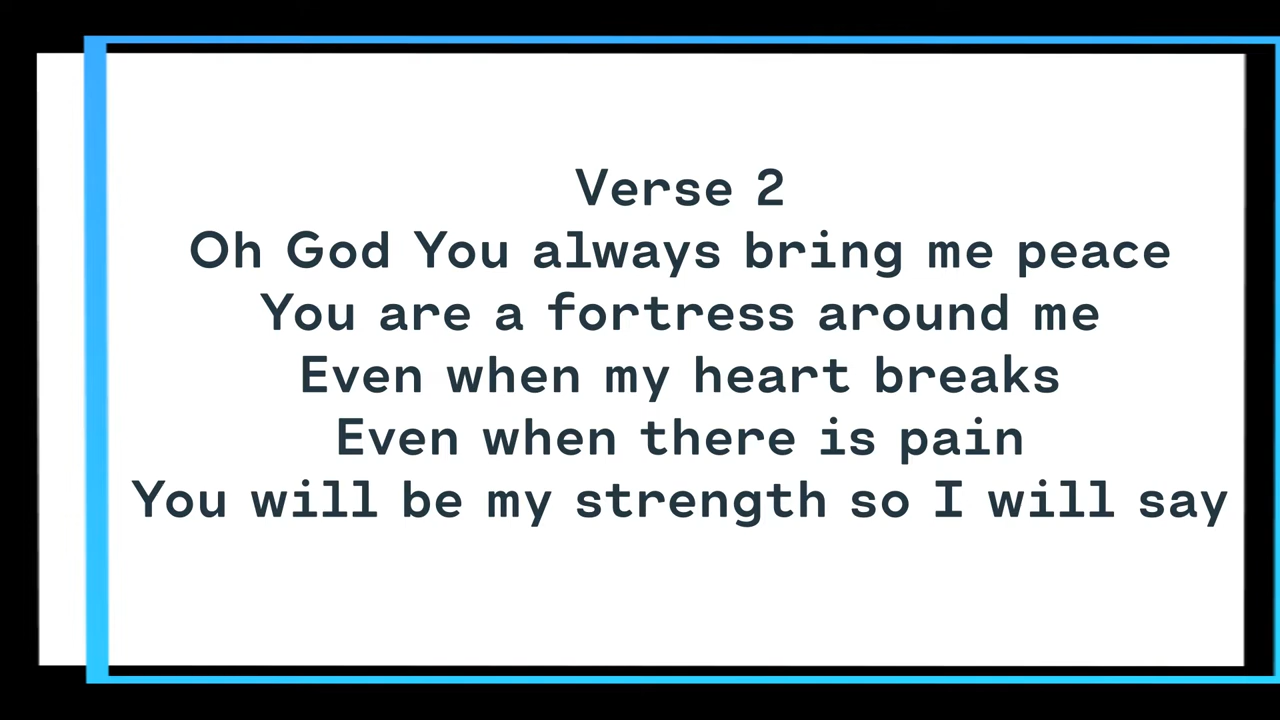 Verse 2
Oh God You always bring me peace
You are a fortress around me
Even when my heart breaks
Even when there is pain
You will be my strength so I will say